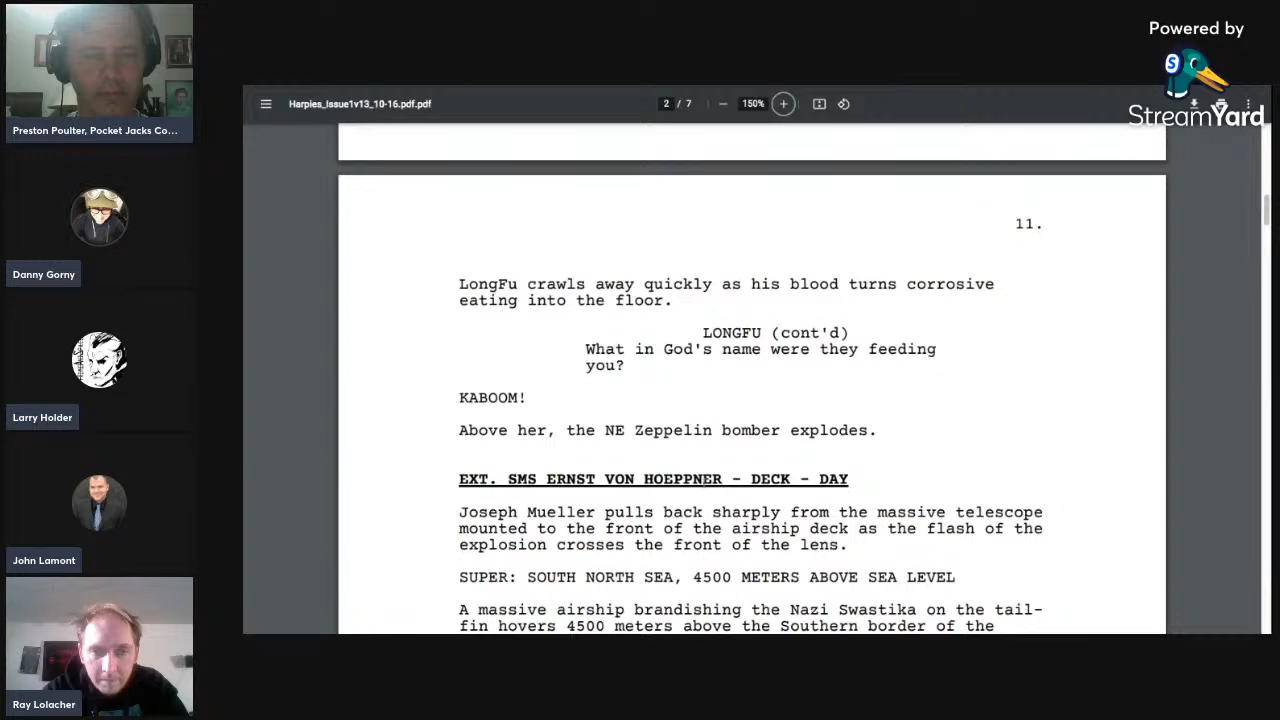 Powered by
S
StreamYard
Harpies_Issue1v13_10-16.pdf.pdf
2 / 7
150%
11.
LongFu crawls away quickly as his blood turns corrosive
eating into the floor.
LONGFU (cont'd)
What in God's name were they feeding
you?
KABOOM!
Above her, the NE Zeppelin bomber explodes.
EXT. SMS ERNST VON HOEPPNER - DECK - DAY
Joseph Mueller pulls back sharply from the massive telescope
mounted to the front of the airship deck as the flash of the
explosion crosses the front of the lens.
SUPER: SOUTH NORTH SEA, 4500 METERS ABOVE SEA LEVEL
A massive airship brandishing the Nazi Swastika on the tail-
fin hovers 4500 meters above the Southern border of the
Preston Poulter, Pocket Jacks Co...
Danny Gorny
Larry Holder
John Lamont
Ray Lolacher